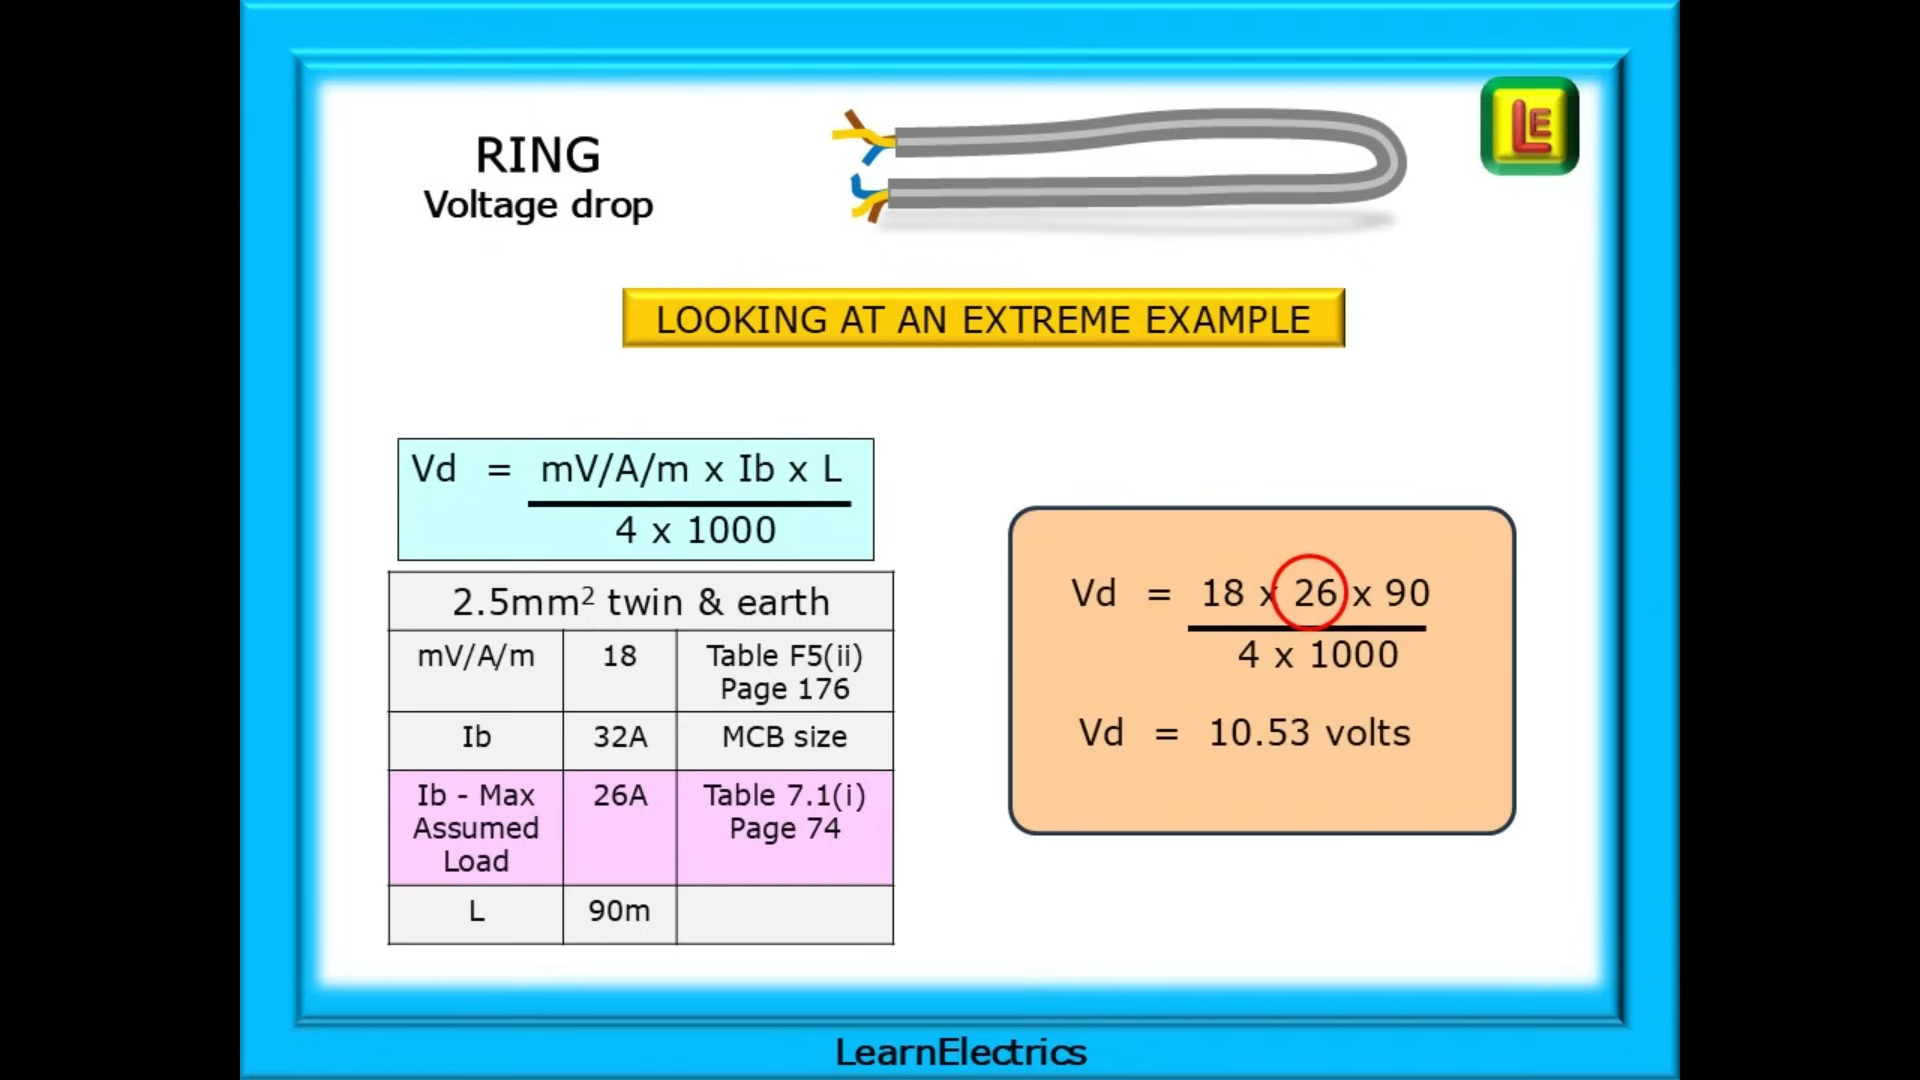 RING
Voltage drop
LE
LOOKING AT AN EXTREME EXAMPLE
Vd = mV/A/m x Ib x L
4 x 1000
2.5mm² twin & earth
mV/A/m 18 Table F5(ii)
Page 176
Ib 32A MCB size
Ib - Max 26A Table 7.1(i)
Assumed Page 74
Load
L 90m
Vd = 18 x 26 x 90
4 x 1000
Vd = 10.53 volts
LearnElectrics